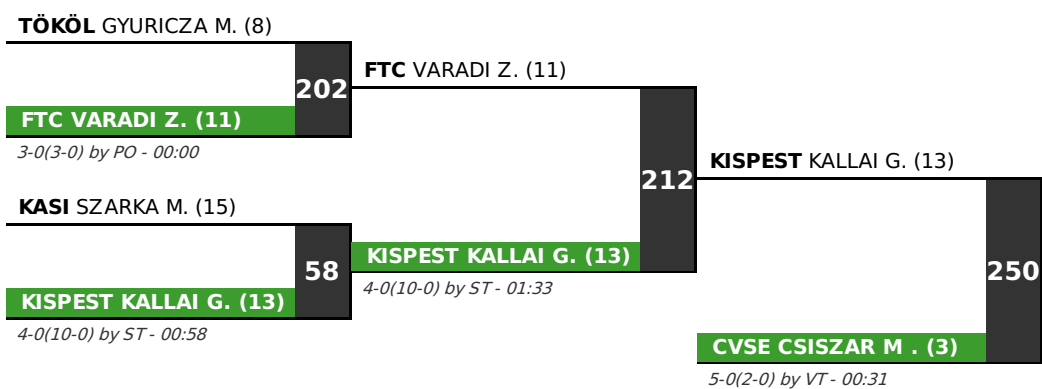 TÖKÖL GYURICZA M. (8)
202
FTC VARADI Z. (11)
3-0(3-0) by PO - 00:00
KASI SZARKA M. (15)
58
KISPEST KALLAI G. (13)
4-0(10-0) by ST - 00:58
FTC VARADI Z. (11)
212
KISPEST KALLAI G. (13)
4-0(10-0) by ST - 01:33
KISPEST KALLAI G. (13)
250
CVSE CSISZAR M . (3)
5-0(2-0) by VT - 00:31